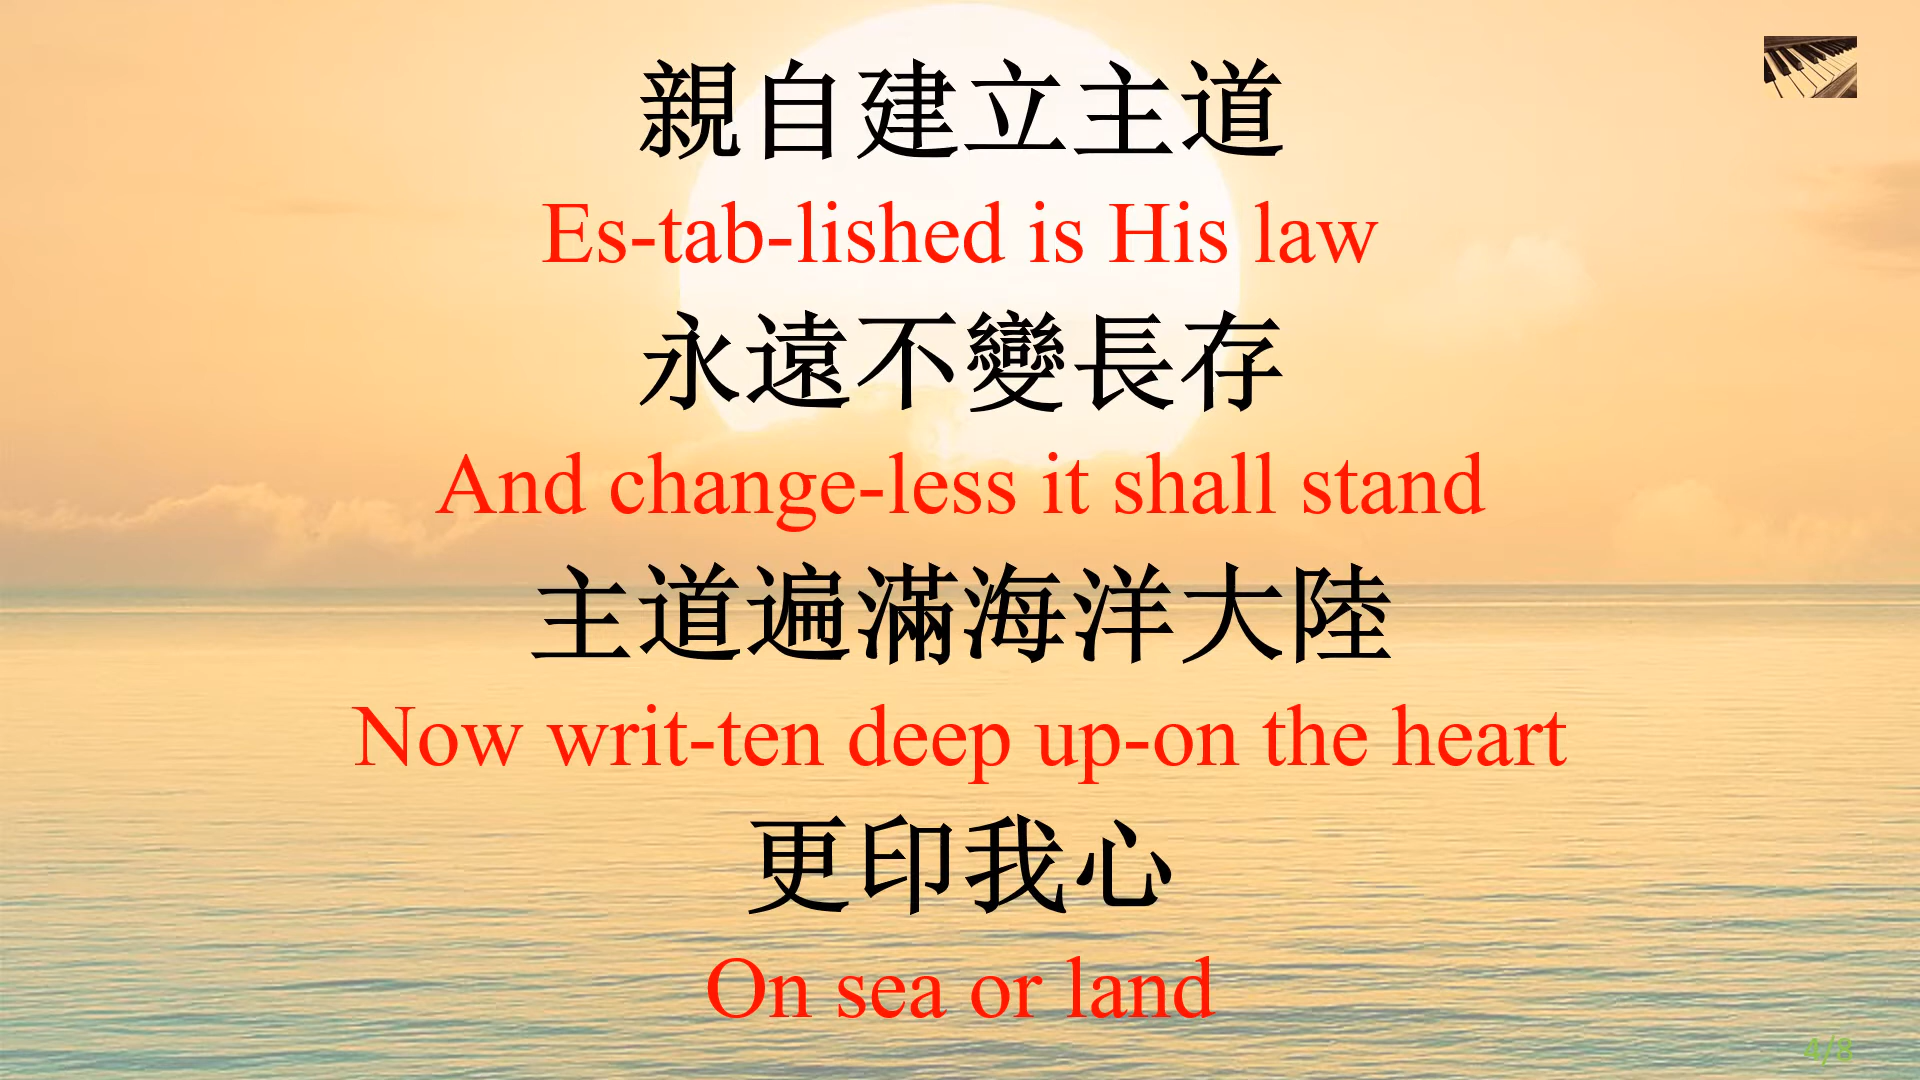 親自建立主道
Es-tab-lished is His law
永遠不變長存
And change-less it shall stand
主道遍滿海洋大陸
Now writ-ten deep up-on the heart
更印我心
On sea or land
4/8